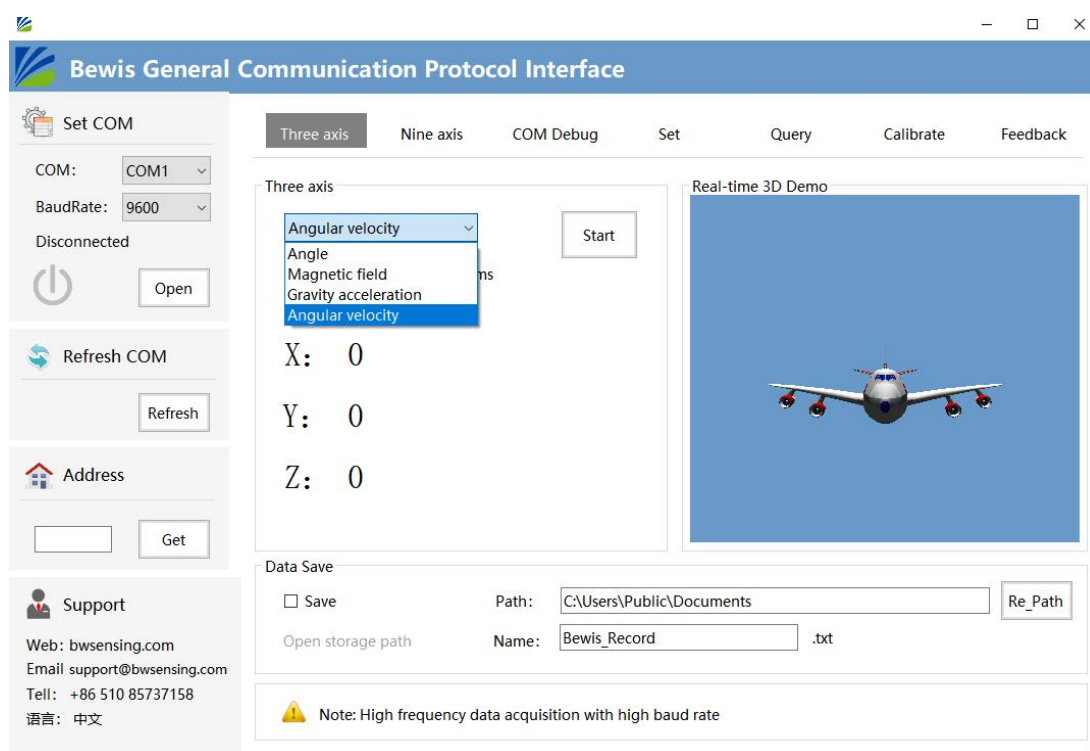 Bewis General Communication Protocol Interface
Set COM
COM: COM1
BaudRate: 9600
Disconnected
Open
Refresh COM
Refresh
Address
Get
Support
Web: bwsensing.com
Email support@bwsensing.com
Tell: +86 510 85737158
语言: 中文
Three axis Nine axis COM Debug Set Query Calibrate Feedback
Three axis
Angular velocity
Start
Angle
Magnetic field
ms
Gravity acceleration
Angular velocity
X: 0
Y: 0
Z: 0
Real-time 3D Demo
Data Save
Save Path: C:\Users\Public\Documents Re_Path
Open storage path Name: Bewis_Record .txt
Note: High frequency data acquisition with high baud rate